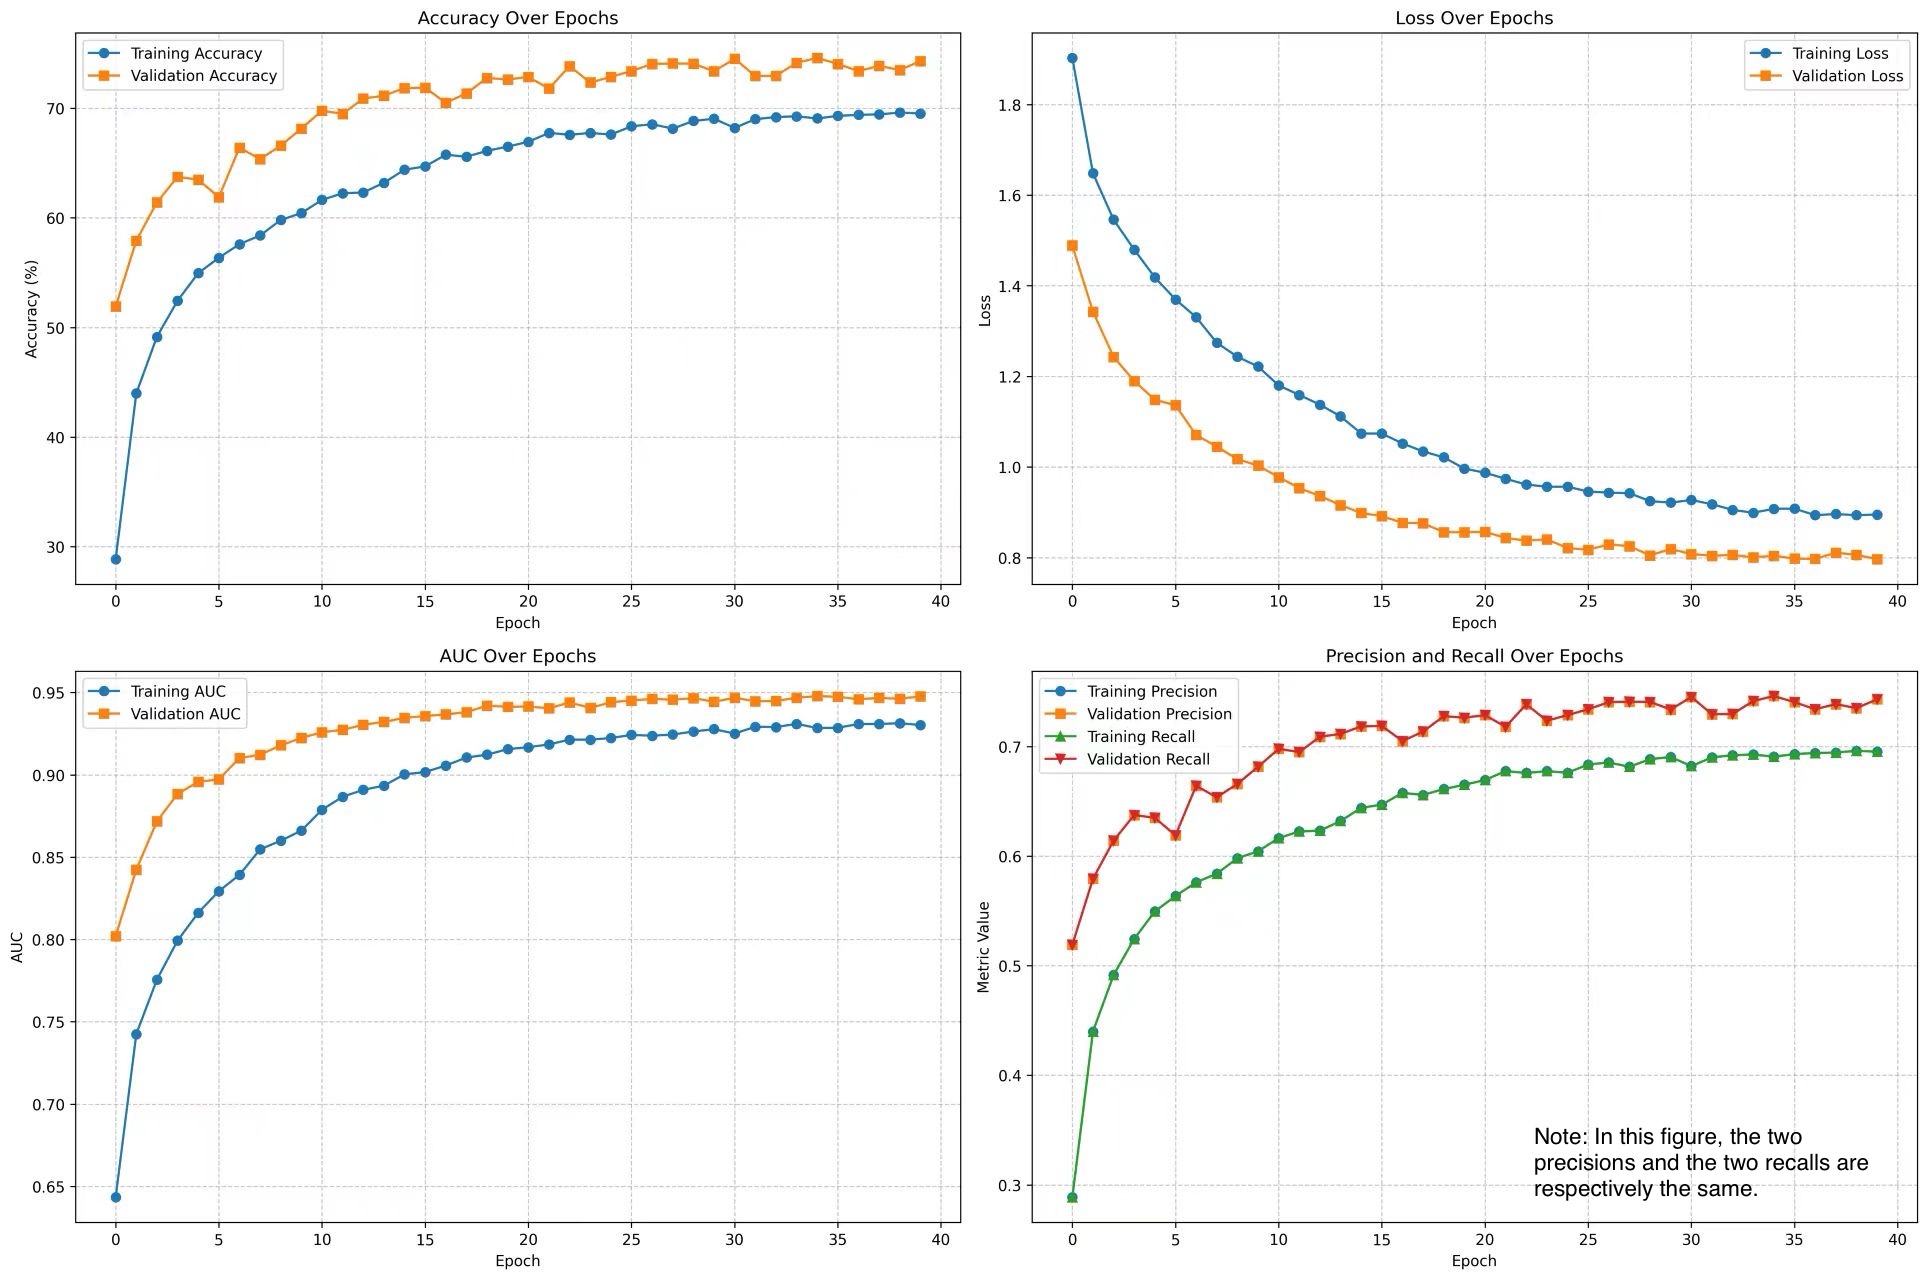 Accuracy Over Epochs
Training Accuracy
Validation Accuracy
Accuracy (%)
70
60
50
40
30
0 5 10 15 20 25 30 35 40
Epoch
Loss Over Epochs
Training Loss
Validation Loss
Loss
1.8
1.6
1.4
1.2
1.0
0.8
0 5 10 15 20 25 30 35 40
Epoch
AUC Over Epochs
Training AUC
Validation AUC
AUC
0.95
0.90
0.85
0.80
0.75
0.70
0.65
0 5 10 15 20 25 30 35 40
Epoch
Precision and Recall Over Epochs
Training Precision
Validation Precision
Training Recall
Validation Recall
Metric Value
0.7
0.6
0.5
0.4
0.3
Note: In this figure, the two
precisions and the two recalls are
respectively the same.
0 5 10 15 20 25 30 35 40
Epoch